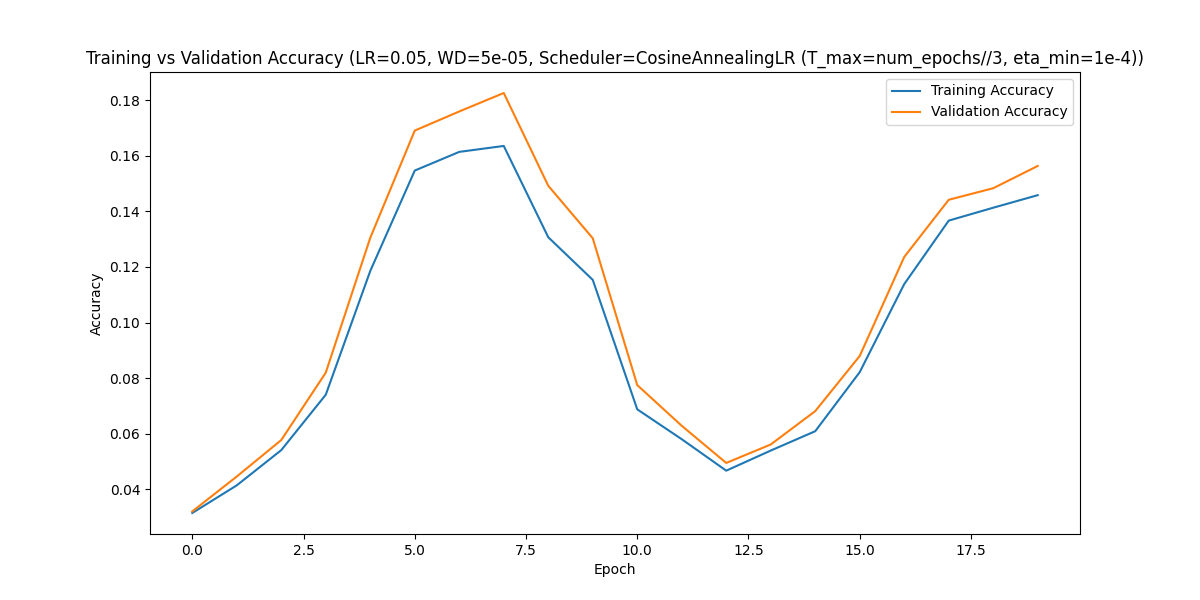 Training vs Validation Accuracy (LR=0.05, WD=5e-05, Scheduler=CosineAnnealingLR (T_max=num_epochs//3, eta_min=1e-4))
Training Accuracy
Validation Accuracy
0.18
0.16
0.14
0.12
0.10
0.08
0.06
0.04
Accuracy
0.0 2.5 5.0 7.5 10.0 12.5 15.0 17.5
Epoch